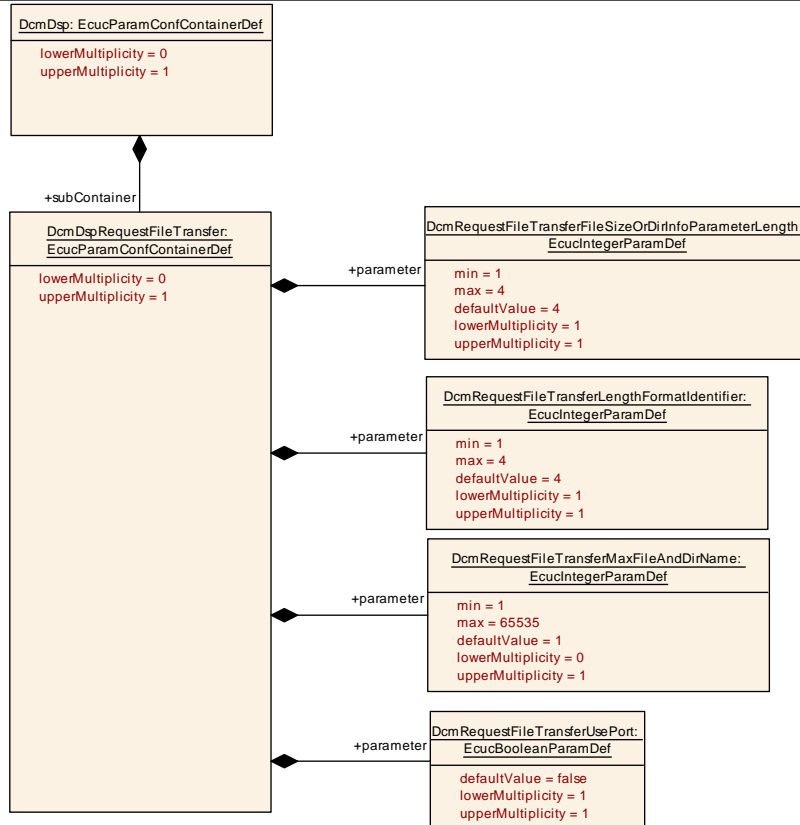 DcmDsp: EcucParamConfContainerDef
lowerMultiplicity = 0
upperMultiplicity = 1
+subContainer
DcmDspRequestFileTransfer:
EcucParamConfContainerDef
lowerMultiplicity = 0
upperMultiplicity = 1
+parameter
DcmRequestFileTransferFileSizeOrDirInfoParameterLength:
EcucIntegerParamDef
min = 1
max = 4
defaultValue = 4
lowerMultiplicity = 1
upperMultiplicity = 1
+parameter
DcmRequestFileTransferLengthFormatIdentifier:
EcucIntegerParamDef
min = 1
max = 4
defaultValue = 4
lowerMultiplicity = 1
upperMultiplicity = 1
+parameter
DcmRequestFileTransferMaxFileAndDirName:
EcucIntegerParamDef
min = 1
max = 65535
defaultValue = 1
lowerMultiplicity = 0
upperMultiplicity = 1
+parameter
DcmRequestFileTransferUsePort:
EcucBooleanParamDef
defaultValue = false
lowerMultiplicity = 1
upperMultiplicity = 1